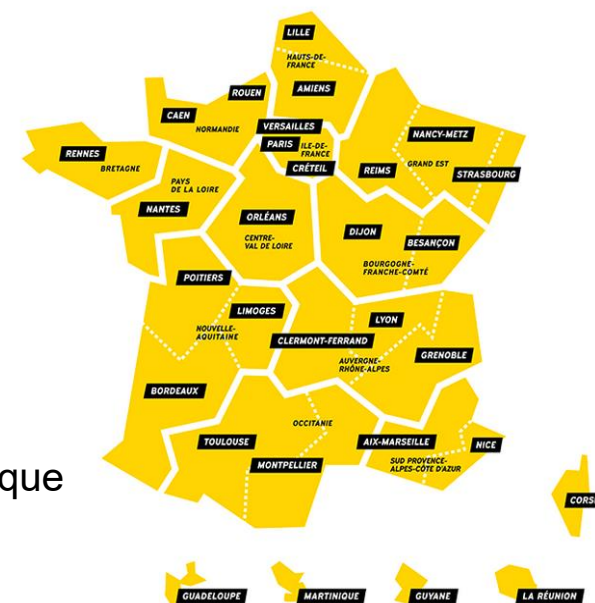 LILLE
HAUTS-DE-
FRANCE
AMIENS
ROUEN
CAEN
NORMANDIE
VERSAILLES
PARIS
ILE-DE-
FRANCE
CRÉTEIL
NANCY-METZ
GRAND EST
REIMS
STRASBOURG
RENNES
BRETAGNE
PAYS
DE LA LOIRE
NANTES
ORLÉANS
CENTRE-
VAL DE LOIRE
DIJON
BESANÇON
BOURGOGNE-
FRANCHE-COMTÉ
POITIERS
LIMOGES
NOUVELLE-
AQUITAINE
LYON
CLERMONT-FERRAND
AUVERGNE-
RHÔNE-ALPES
GRENOBLE
BORDEAUX
OCCITANIE
TOULOUSE
MONTPELLIER
AIX-MARSEILLE
NICE
SUD PROVENCE-
ALPES-CÔTE D'AZUR
que
GUADELOUPE
MARTINIQUE
GUYANE
LA RÉUNION